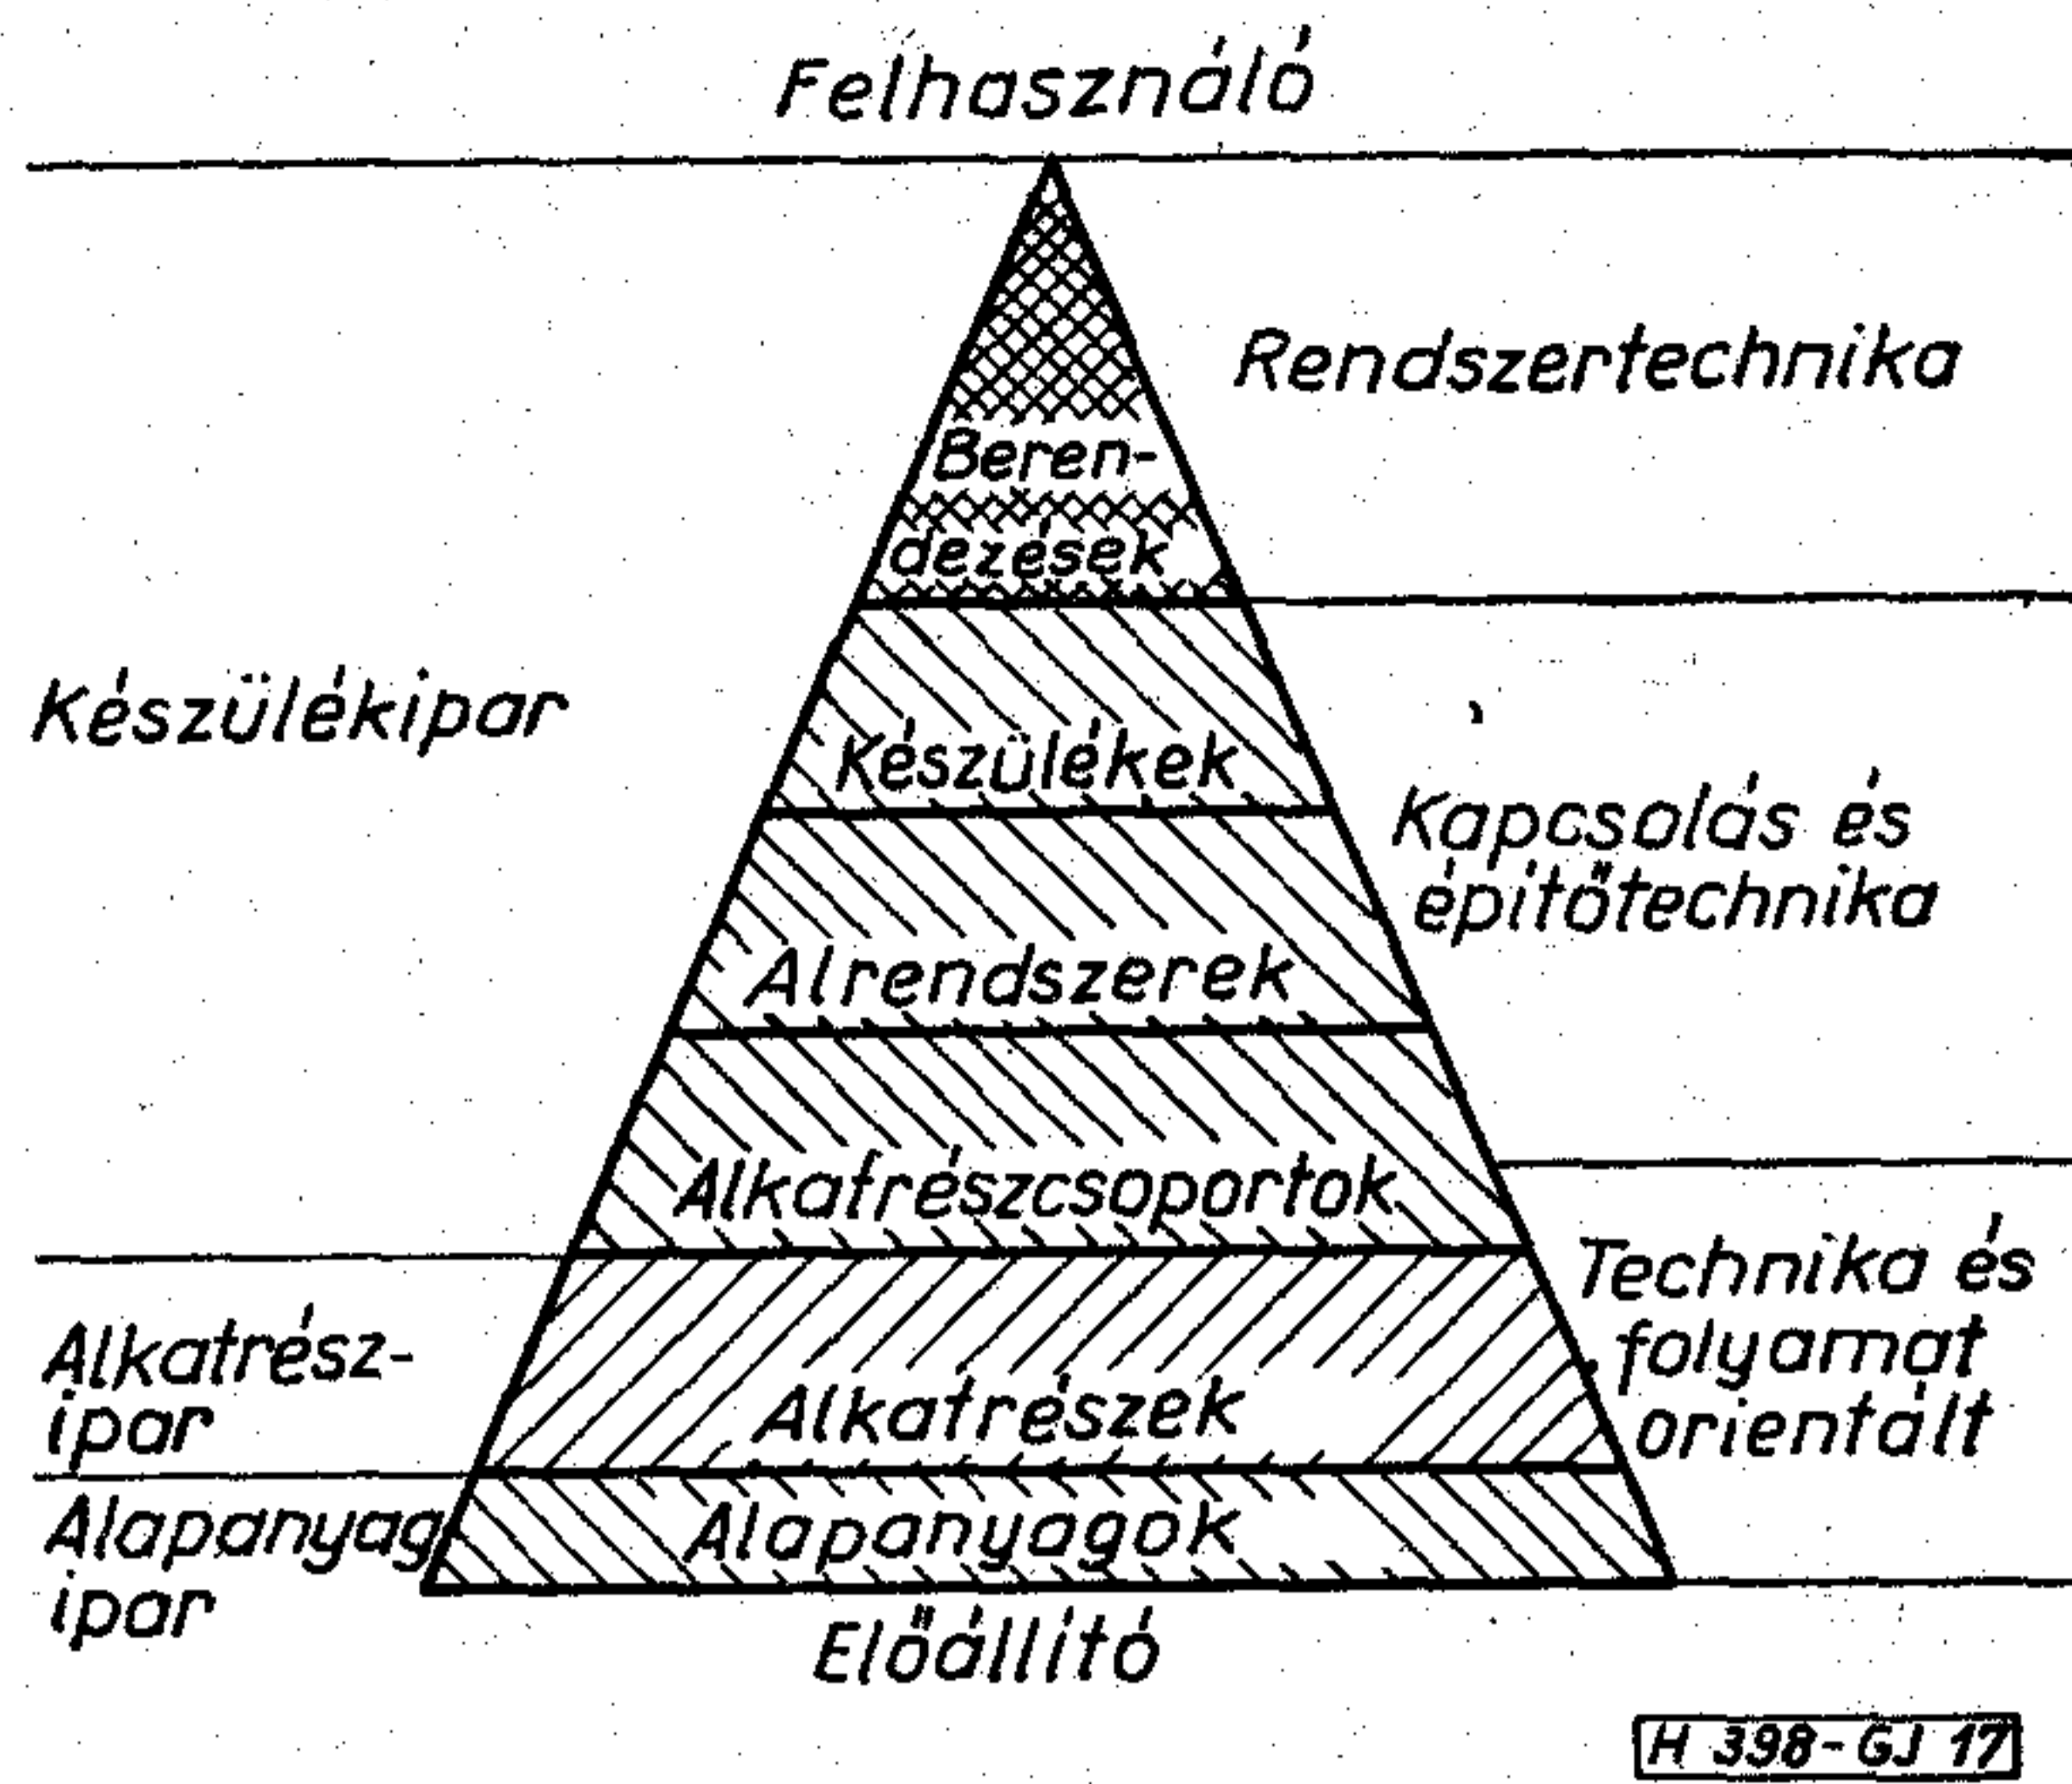 Felhasználó
Rendszertechnika
Beren-
dezések
Készülékipar
Készülékek
Kapcsolás és
építőtechnika
Alrendszerek
Alkatrészcsoportok
Technika és
folyamat
orientált
Alkatrész-
ipar
Alkatrészek
Alapanyag
ipar
Alapanyagok
Előállító
H 398-GJ 17